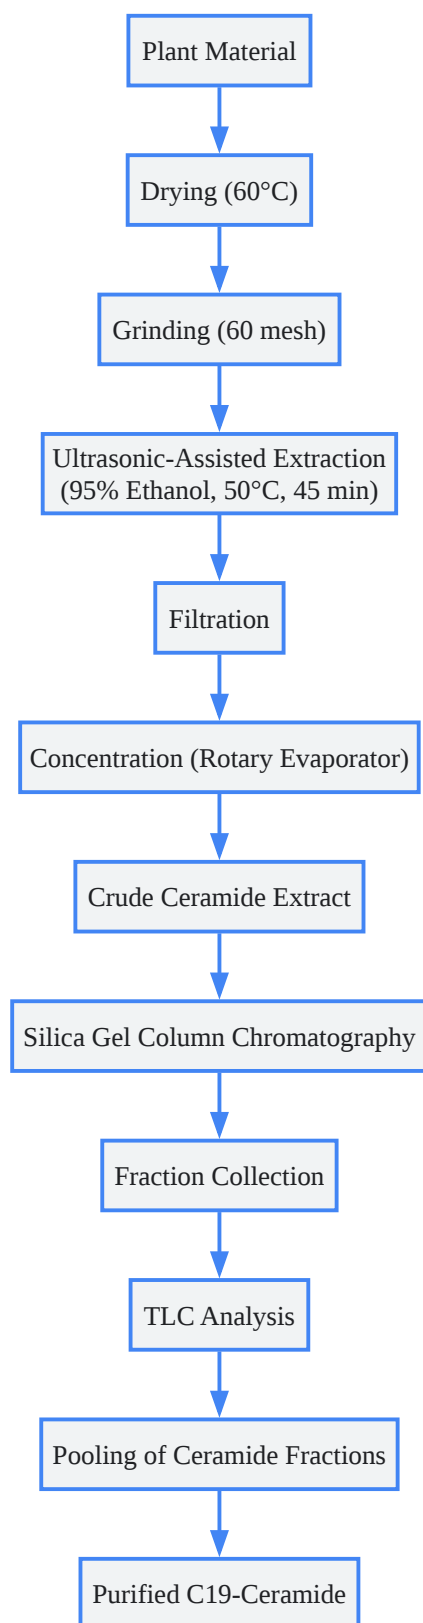 Plant Material
Drying (60°C)
Grinding (60 mesh)
Ultrasonic-Assisted Extraction
(95% Ethanol, 50°C, 45 min)
Filtration
Concentration (Rotary Evaporator)
Crude Ceramide Extract
Silica Gel Column Chromatography
Fraction Collection
TLC Analysis
Pooling of Ceramide Fractions
Purified C19-Ceramide